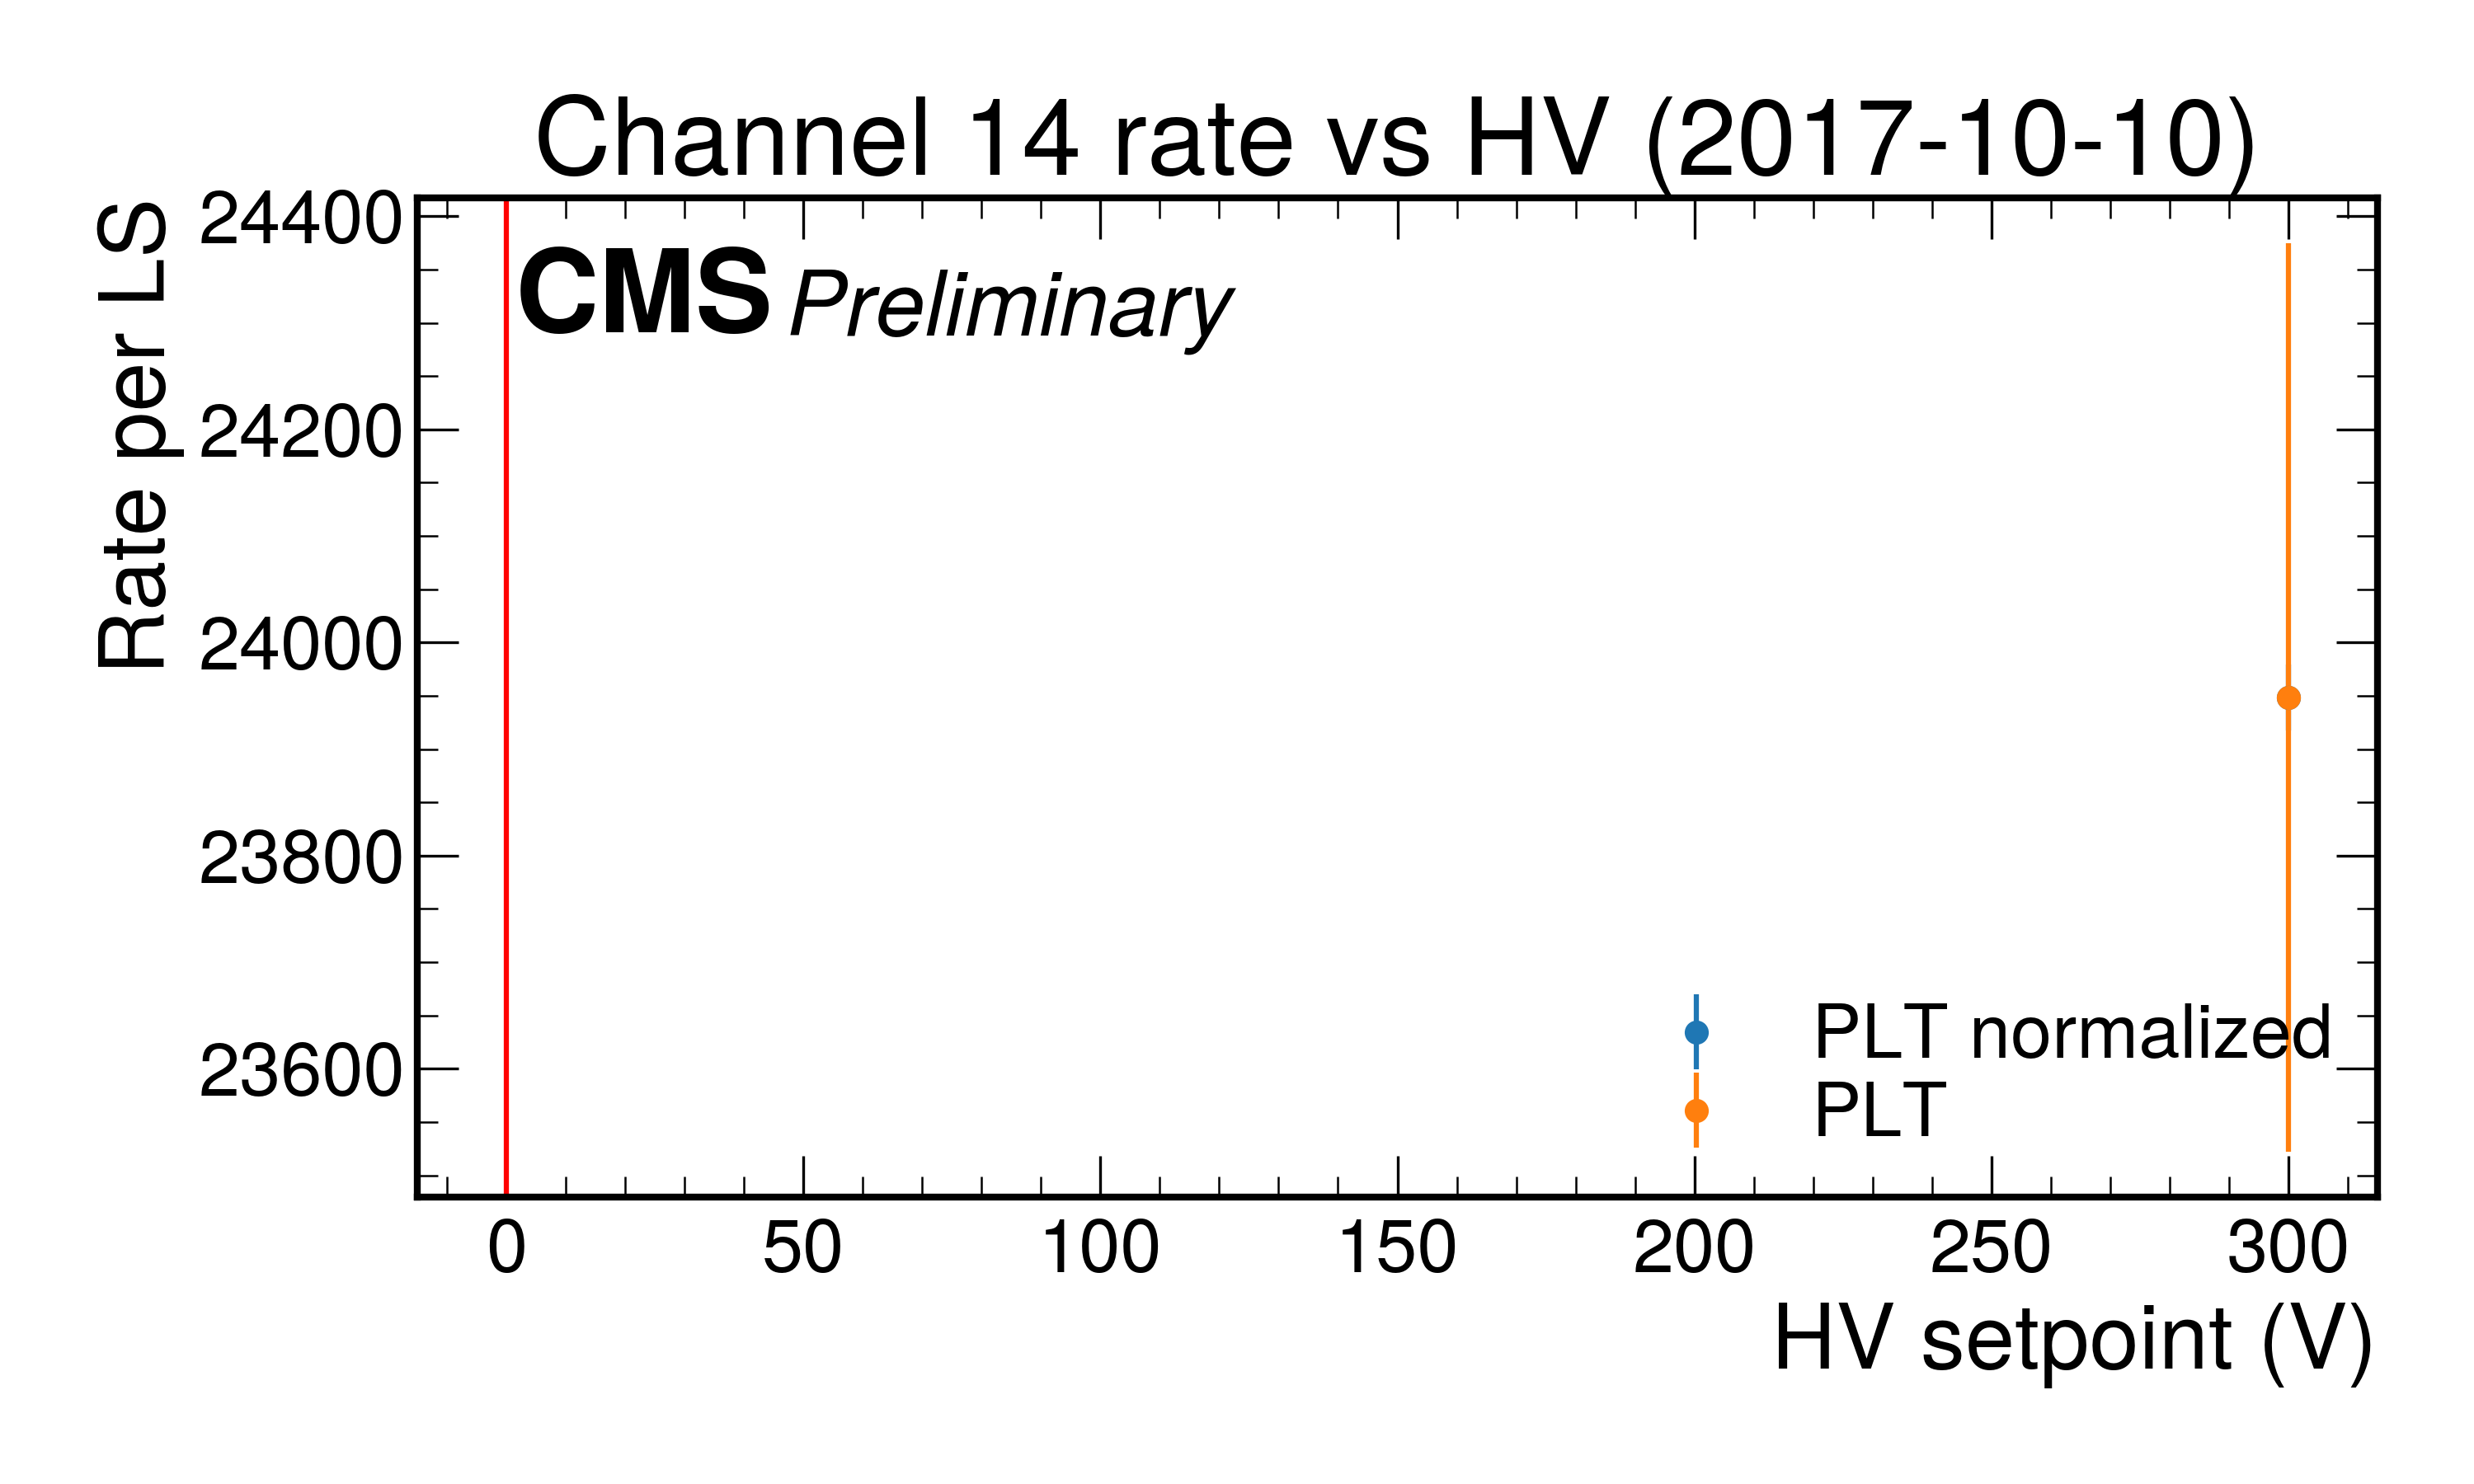 Channel 14 rate vs HV (2017-10-10)
CMS Preliminary
Rate per LS
24400
24200
24000
23800
23600
PLT normalized
PLT
0 50 100 150 200 250 300
HV setpoint (V)